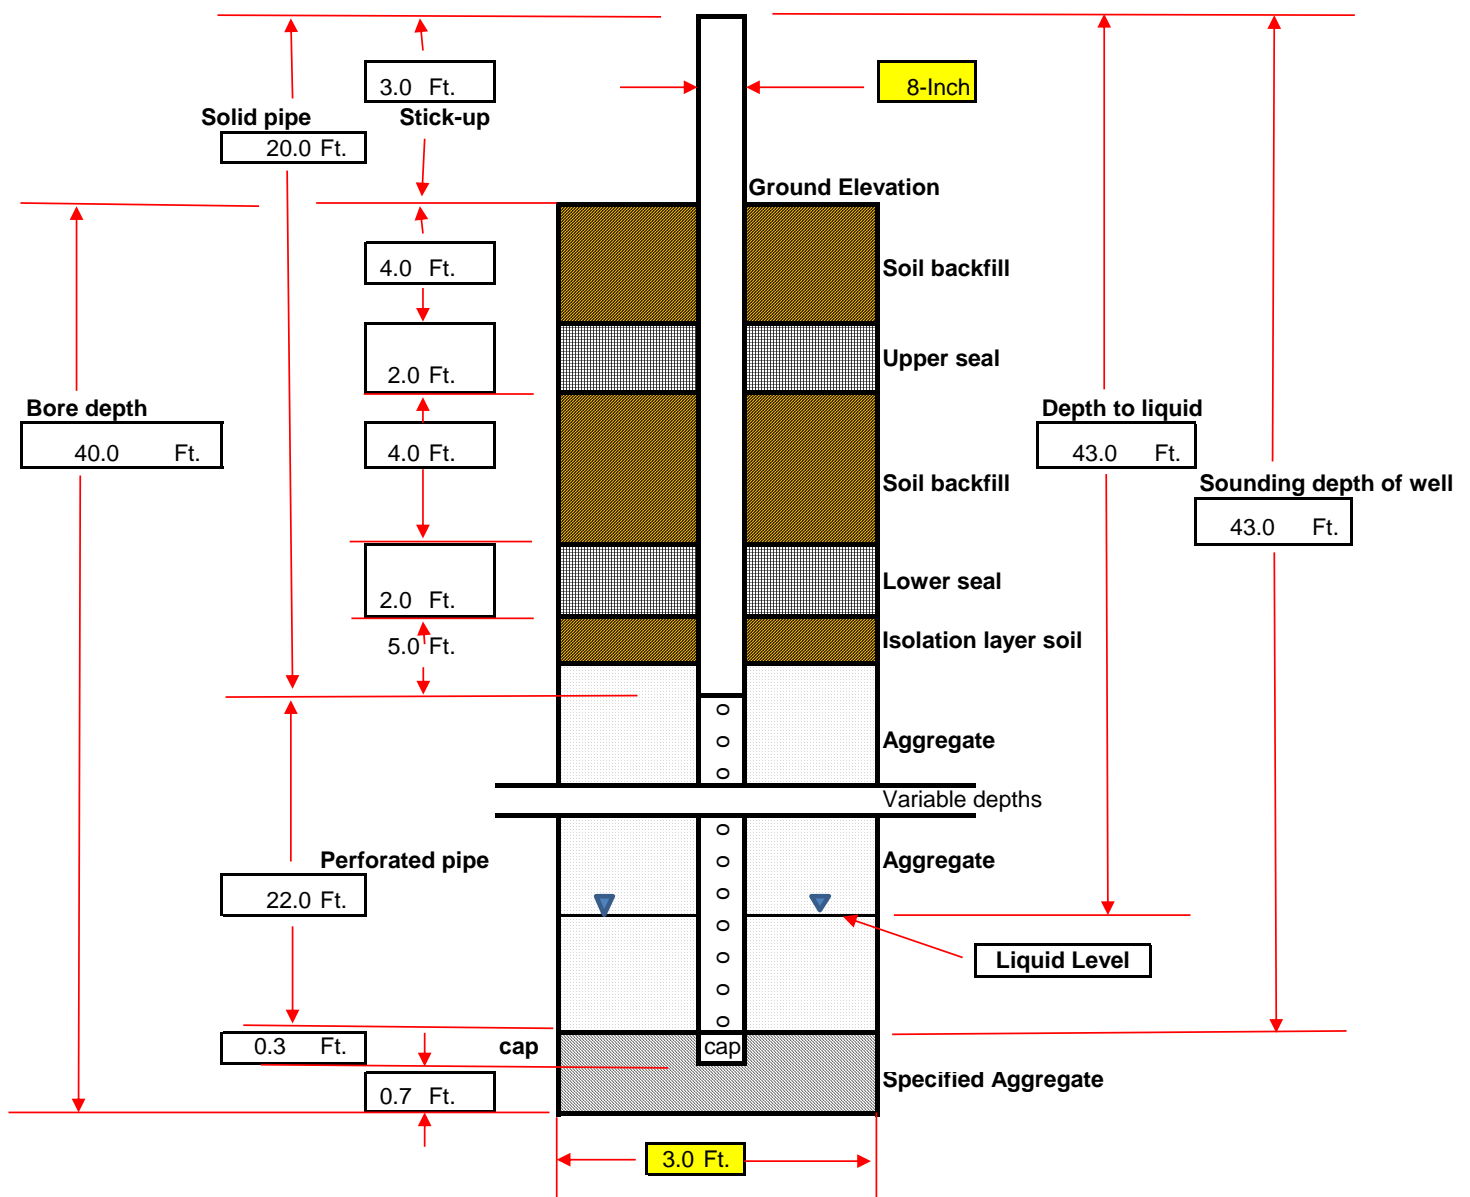 3.0 Ft.
8-Inch
Solid pipe
Stick-up
20.0 Ft.
Ground Elevation
4.0 Ft.
Soil backfill
Upper seal
2.0 Ft.
Bore depth
Depth to liquid
40.0 Ft.
4.0 Ft.
43.0 Ft.
Soil backfill
Sounding depth of well
43.0 Ft.
Lower seal
2.0 Ft.
Isolation layer soil
5.0 Ft.
o
o
Aggregate
o
Variable depths
o
Perforated pipe
o
Aggregate
22.0 Ft.
o
o
o
Liquid Level
o
o
0.3 Ft.
cap
cap
Specified Aggregate
0.7 Ft.
3.0 Ft.